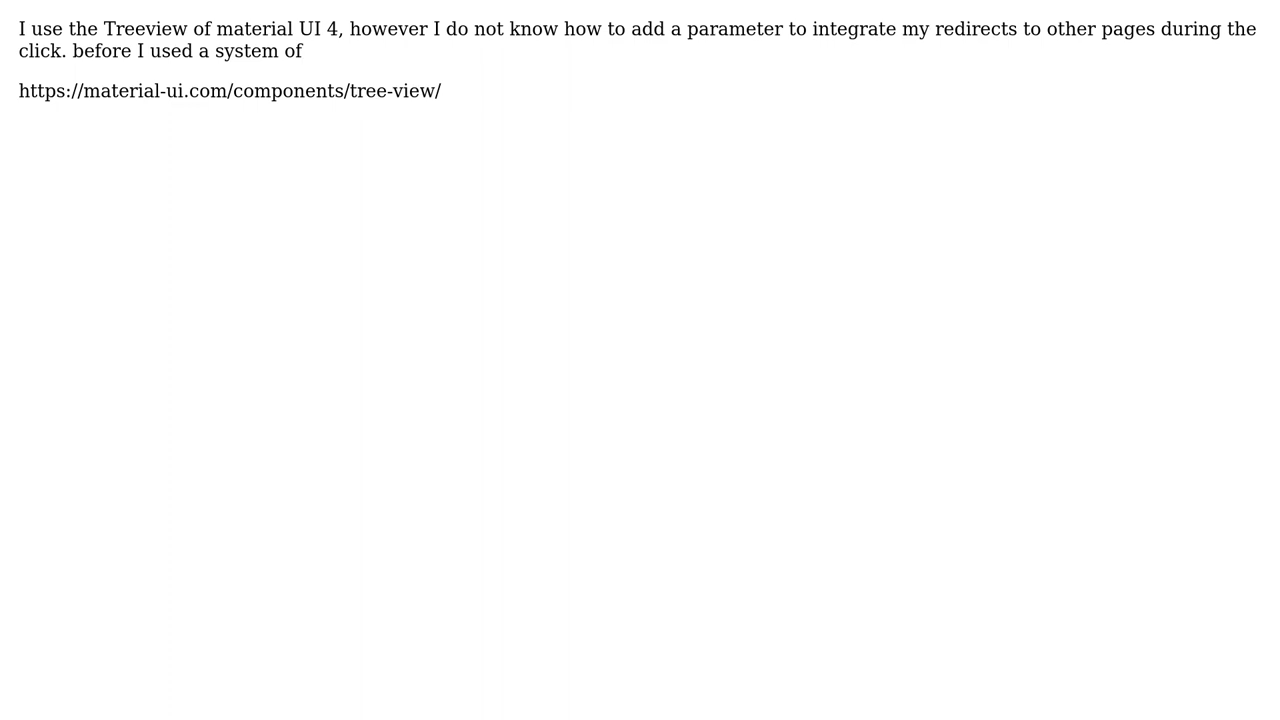 I use the Treeview of material UI 4, however I do not know how to add a parameter to integrate my redirects to other pages during the
click. before I used a system of
https://material-ui.com/components/tree-view/